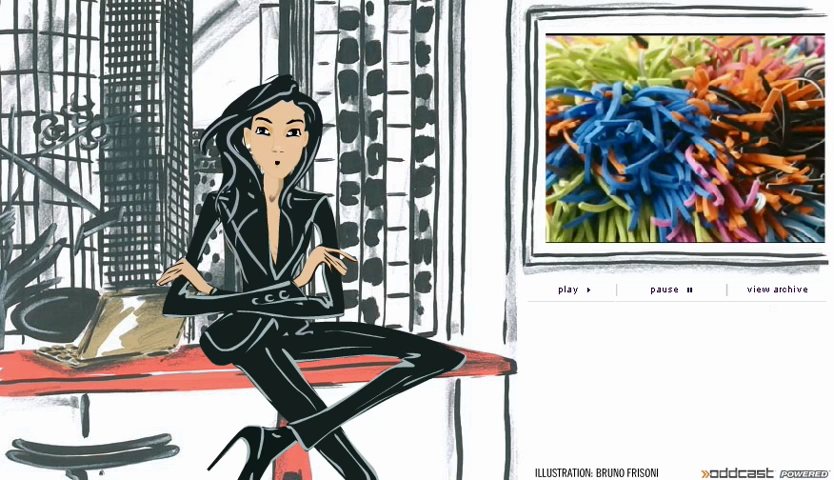 play
pause
view archive
ILLUSTRATION: BRUNO FRISONI
oddcast POWERED